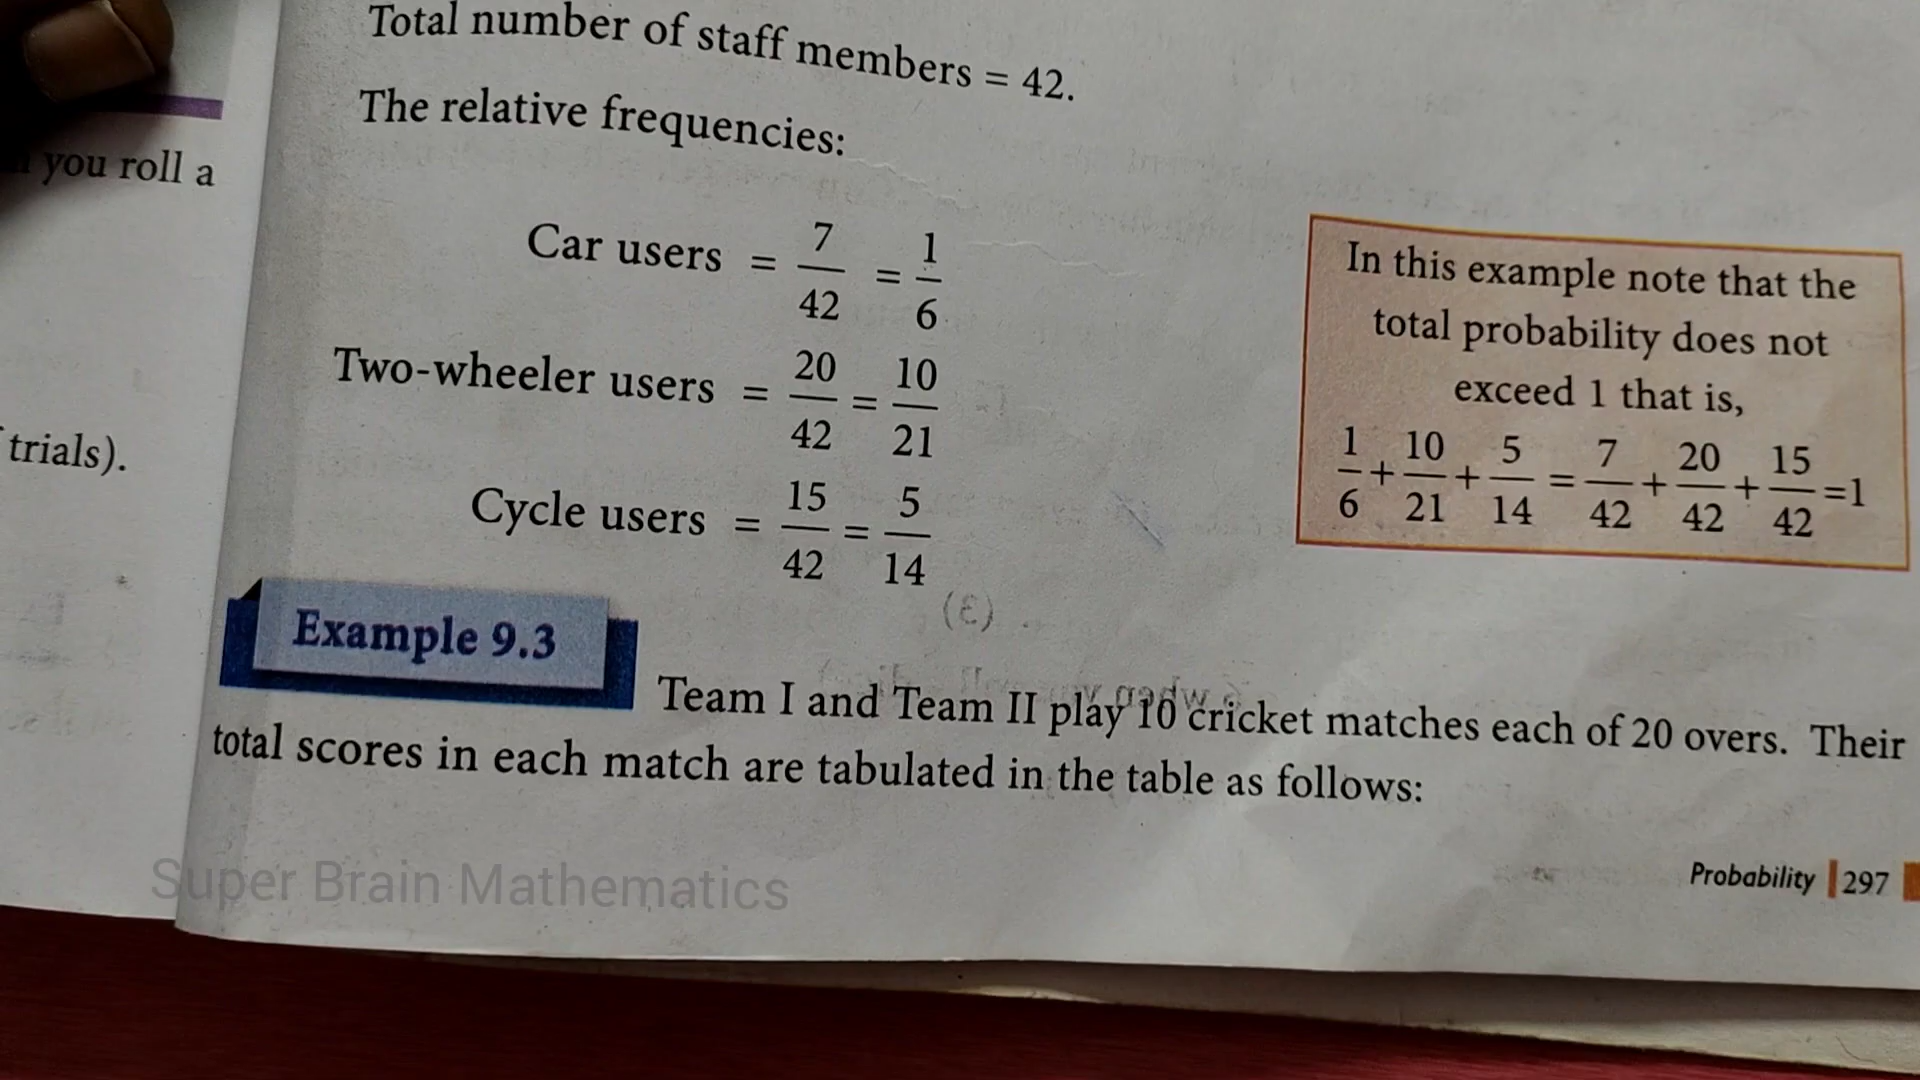 Total number of staff members = 42.
The relative frequencies:
you roll a
trials).
Car users = 7/42 = 1/6
Two-wheeler users = 20/42 = 10/21
Cycle users = 15/42 = 5/14
In this example note that the
total probability does not
exceed 1 that is,
1/6 + 10/21 + 5/14 = 7/42 + 20/42 + 15/42 =1
Example 9.3
Team I and Team II play 10 cricket matches each of 20 overs. Their
total scores in each match are tabulated in the table as follows:
Probability | 297
Super Brain Mathematics